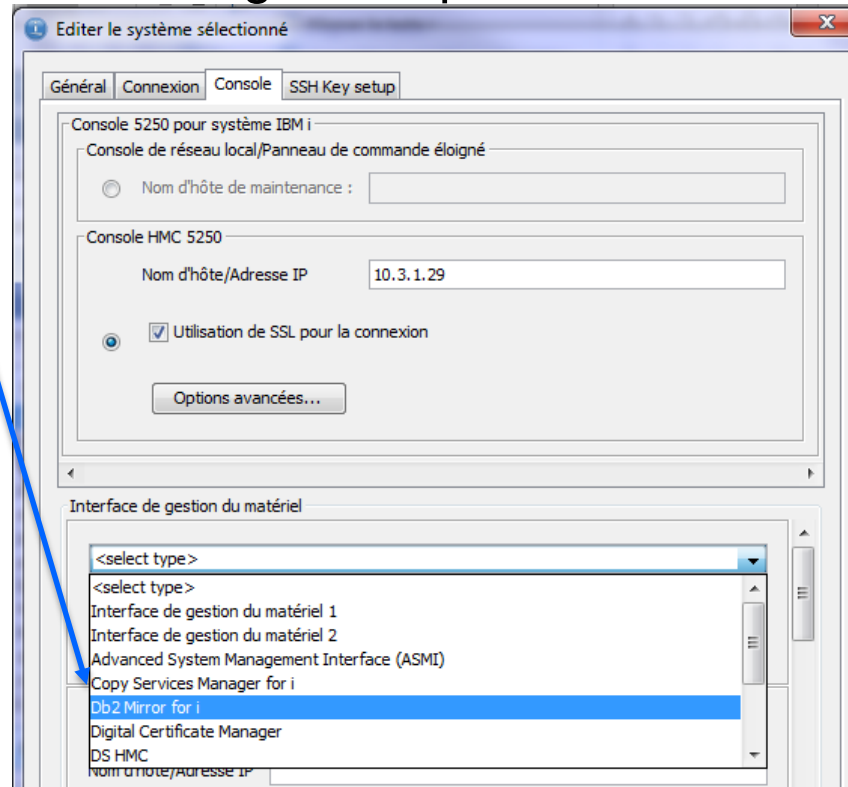 Editer le système sélectionné
Général Connexion Console SSH Key setup
Console 5250 pour système IBM i
Console de réseau local/Panneau de commande éloigné
Nom d'hôte de maintenance :
Console HMC 5250
Nom d'hôte/Adresse IP 10.3.1.29
Utilisation de SSL pour la connexion
Options avancées...
Interface de gestion du matériel
<select type>
<select type>
Interface de gestion du matériel 1
Interface de gestion du matériel 2
Advanced System Management Interface (ASMI)
Copy Services Manager for i
Db2 Mirror for i
Digital Certificate Manager
DS HMC
Nom d'hôte/Adresse IP